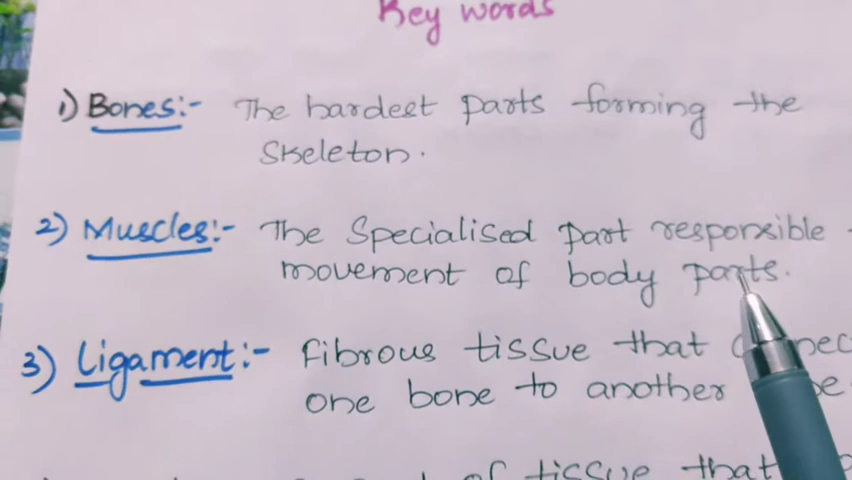 Key words
1) Bones:- The hardest parts forming the
Skeleton.
2) Muscles:- The Specialised part responsible
movement of body parts.
3) Ligament:- Fibrous tissue that
one bone to another
of tissue that